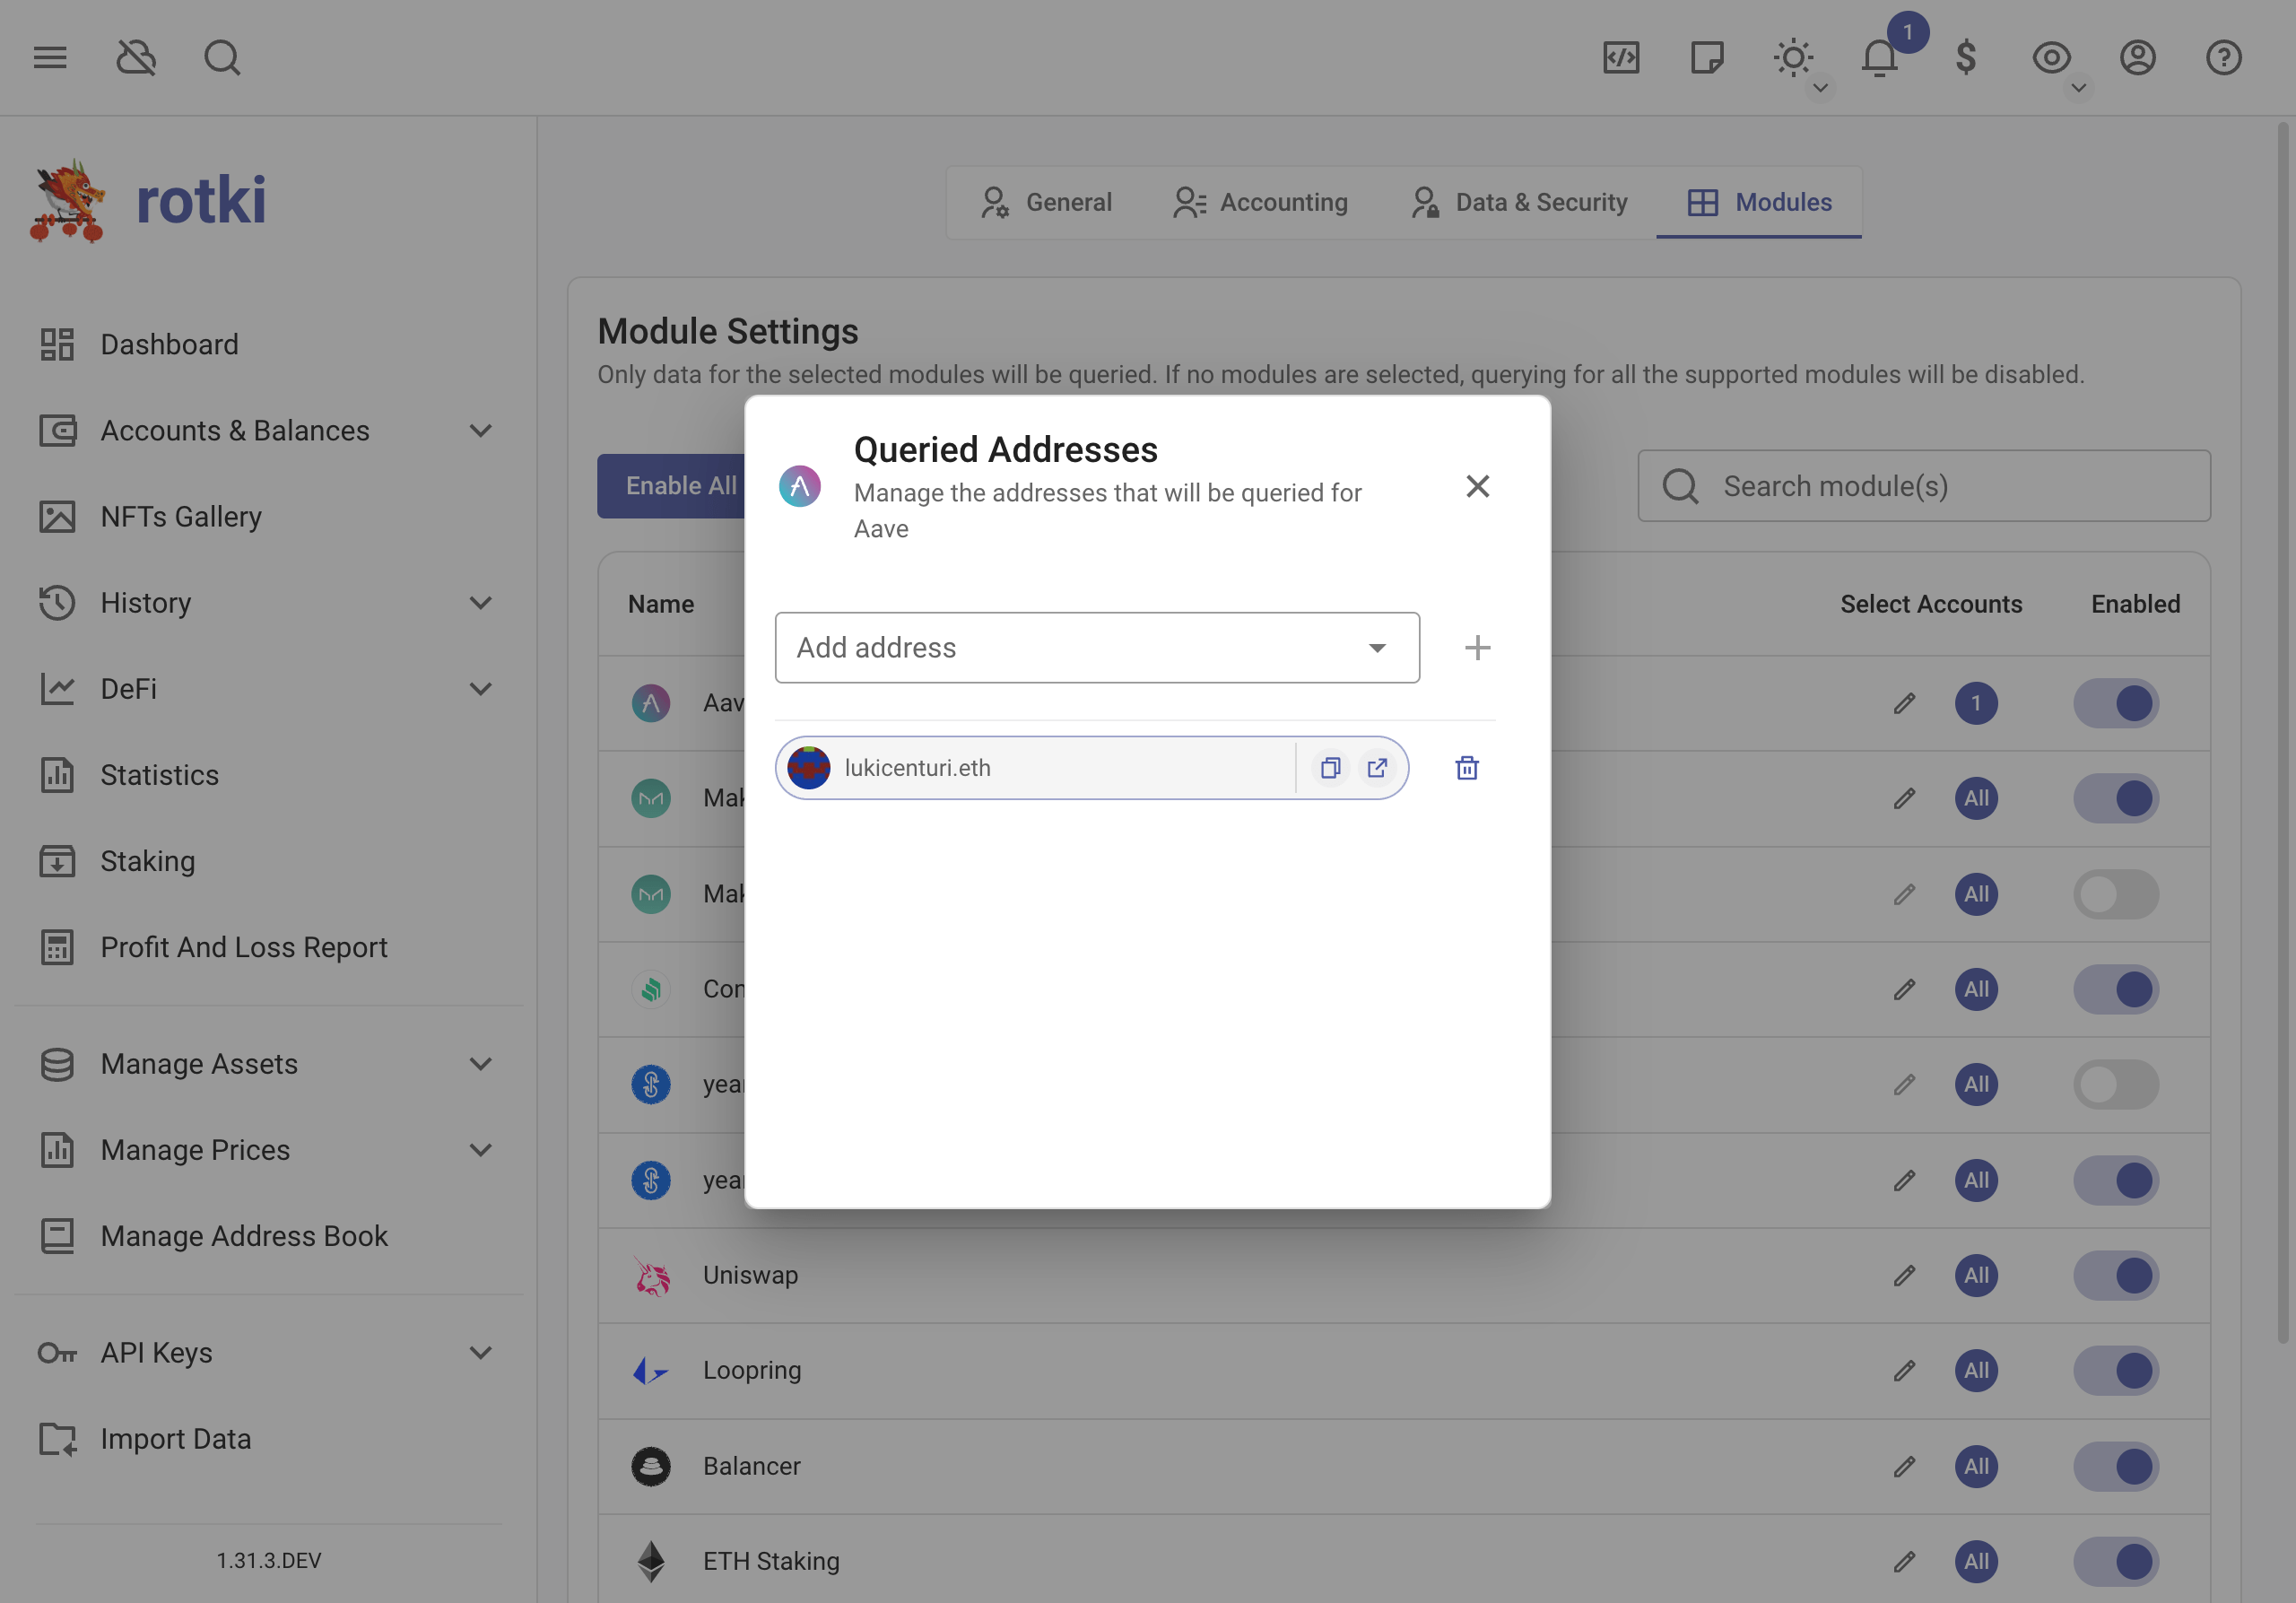 1
rotki
General
Accounting
Data & Security
Modules
Dashboard
Accounts & Balances
NFTs Gallery
History
DeFi
Statistics
Staking
Profit And Loss Report
Manage Assets
Manage Prices
Manage Address Book
API Keys
Import Data
1.31.3.DEV
Module Settings
Only data for the selected modules will be queried. If no modules are selected, querying for all the supported modules will be disabled.
Enable All
Search module(s)
Name
Select Accounts
Enabled
Aav
1
Mak
All
Mak
All
Com
All
year
All
year
All
Uniswap
All
Loopring
All
Balancer
All
ETH Staking
All
Queried Addresses
Manage the addresses that will be queried for
Aave
Add address
lukicenturi.eth